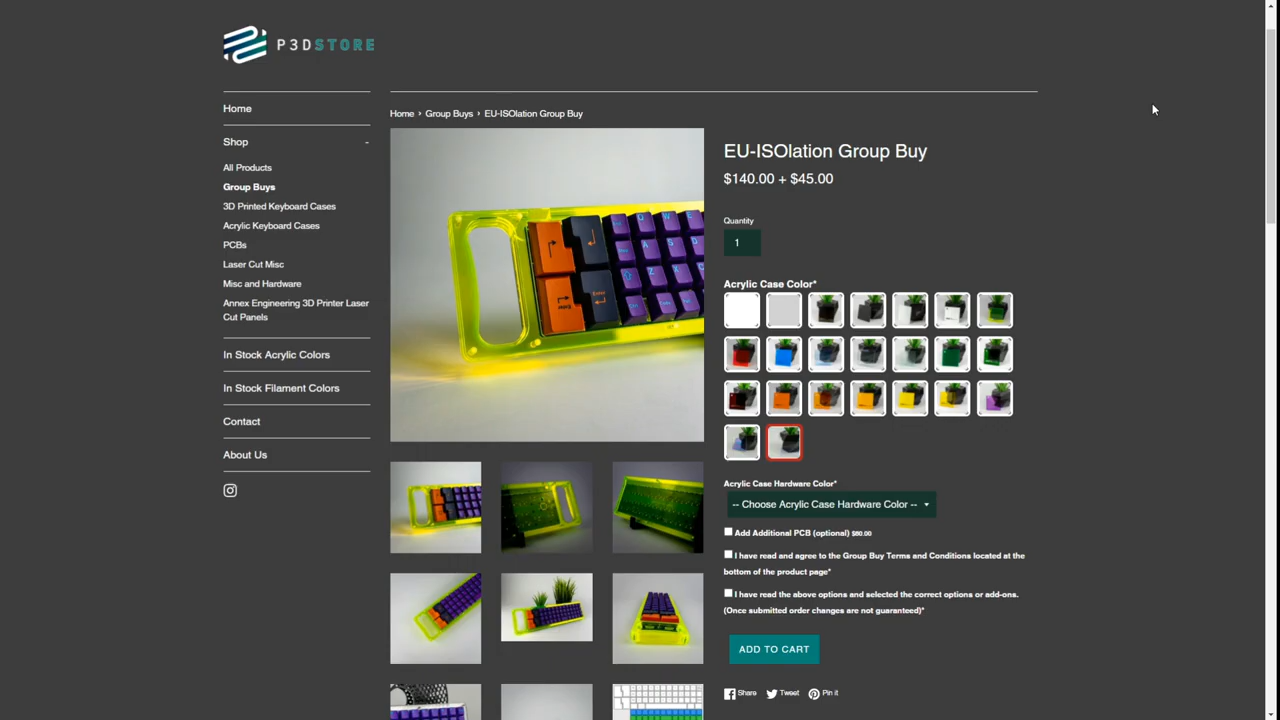 P3DSTORE
Home
Shop
-
All Products
Group Buys
3D Printed Keyboard Cases
Acrylic Keyboard Cases
PCBs
Laser Cut Misc
Misc and Hardware
Annex Engineering 3D Printer Laser
Cut Panels
In Stock Acrylic Colors
In Stock Filament Colors
Contact
About Us
Home › Group Buys › EU-ISOlation Group Buy
EU-ISOlation Group Buy
$140.00 + $45.00
Quantity
1
Acrylic Case Color*
Acrylic Case Hardware Color*
-- Choose Acrylic Case Hardware Color --
Add Additional PCB (optional) $60.00
I have read and agree to the Group Buy Terms and Conditions located at the
bottom of the product page*
I have read the above options and selected the correct options or add-ons.
(Once submitted order changes are not guaranteed)*
ADD TO CART
Share Tweet Pin it